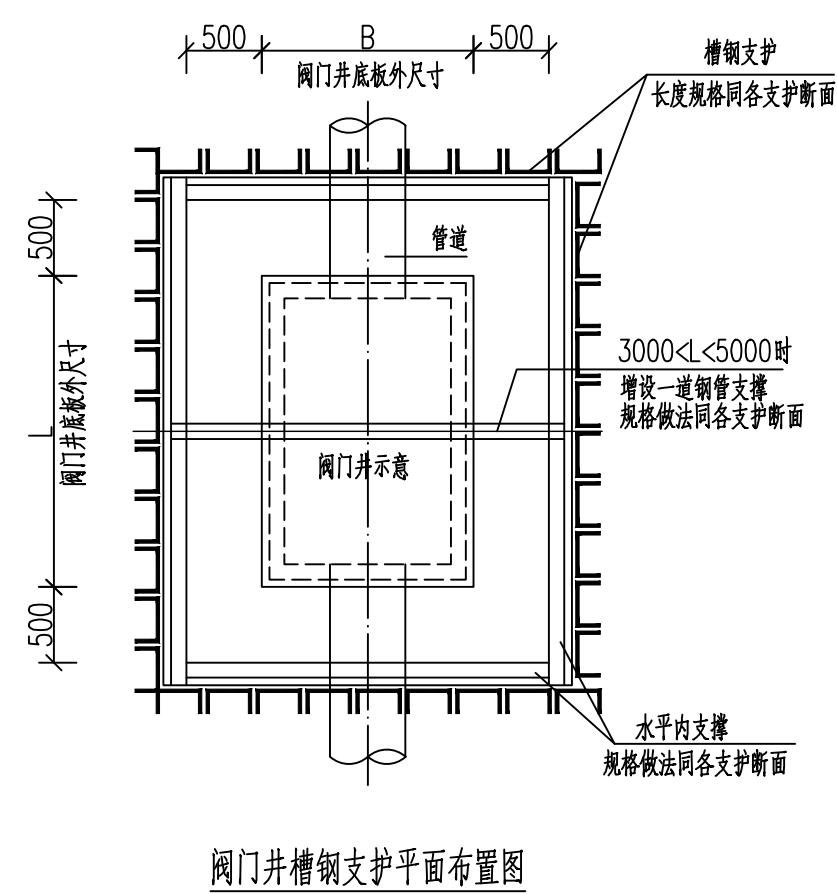 500
B
500
阀门井底板外尺寸
槽钢支护
长度规格同各支护断面
500
管道
L
阀门井底板外尺寸
3000<L<5000时
增设一道钢管支撑
规格做法同各支护断面
阀门井示意
500
水平内支撑
规格做法同各支护断面
阀门井槽钢支护平面布置图